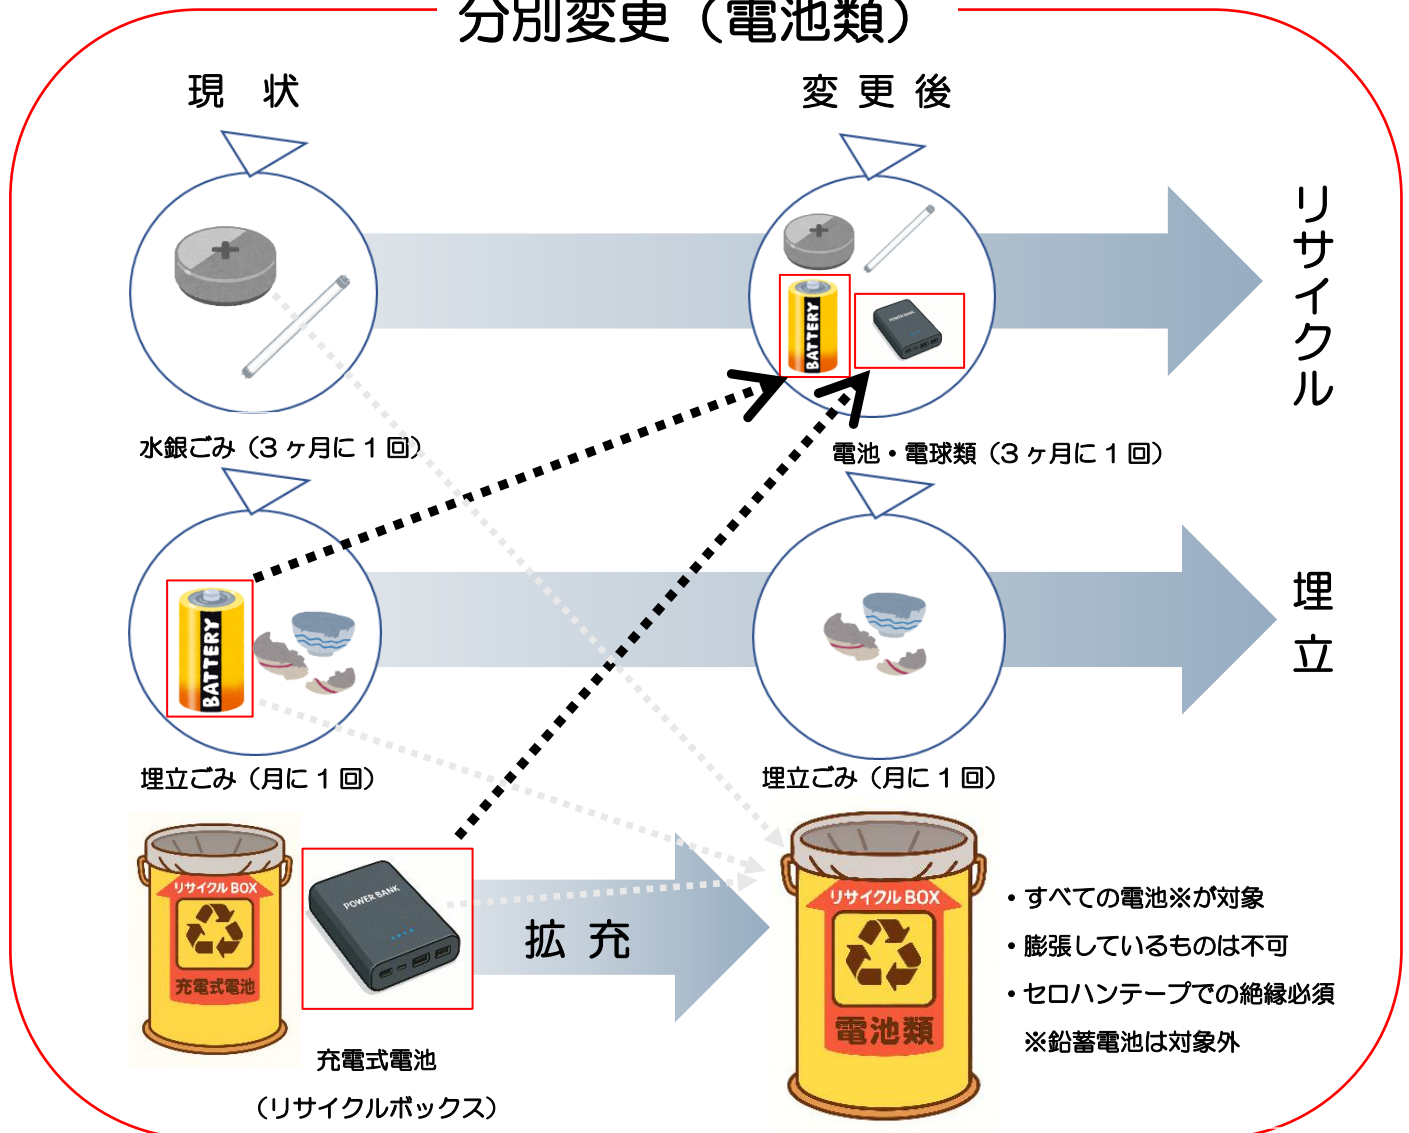 分別変更（電池類）
現　状
変 更 後
リサイクル
BATTERY
POWER BANK
水銀ごみ（３ヶ月に１回）
電池・電球類（３ヶ月に１回）
BATTERY
埋立
埋立ごみ（月に１回）
埋立ごみ（月に１回）
リサイクル BOX
充電式電池
POWER BANK
拡 充
リサイクル BOX
電池類
・すべての電池※が対象
・膨張しているものは不可
・セロハンテープでの絶縁必須
※鉛蓄電池は対象外
充電式電池
（リサイクルボックス）